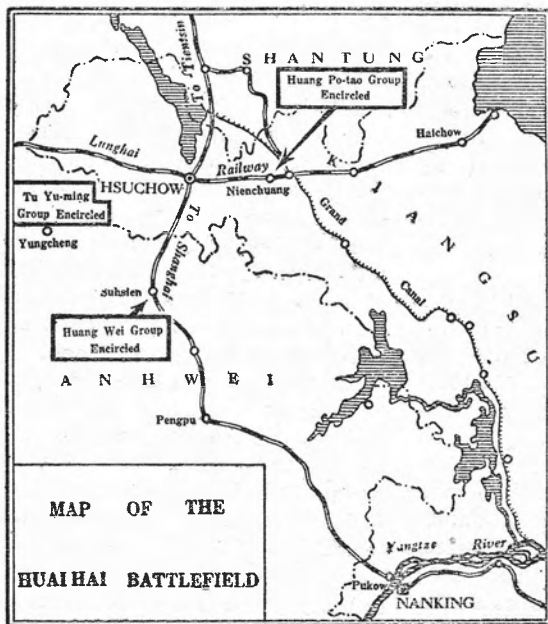 SHANTUNG
To Tientsin
Huang Po-tao Group
Encircled
Haichow
Lunghai
Railway
HSUCHOW
Nienchuang
KIANGSU
Tu Yu-ming
Group Encircled
Yungcheng
To Shanghai
Grand
Canal
Suhsien
Huang Wei Group
Encircled
ANHWEI
Pengpu
MAP OF THE
HUAIHAI BATTLEFIELD
Yangtze River
Pukow
NANKING